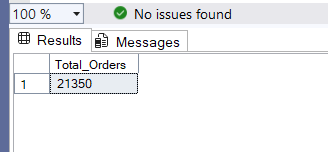 100 % No issues found
Results Messages
Total_Orders
1 21350